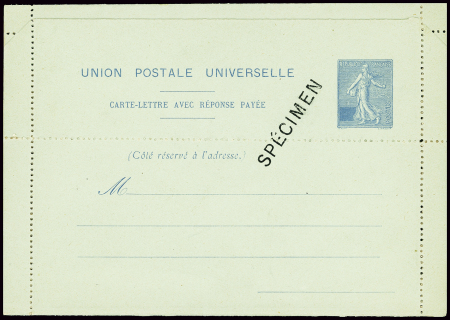 UNION POSTALE UNIVERSELLE
CARTE-LETTRE AVEC RÉPONSE PAYÉE
SPÉCIMEN
(Côté réservé à l'adresse.)
M